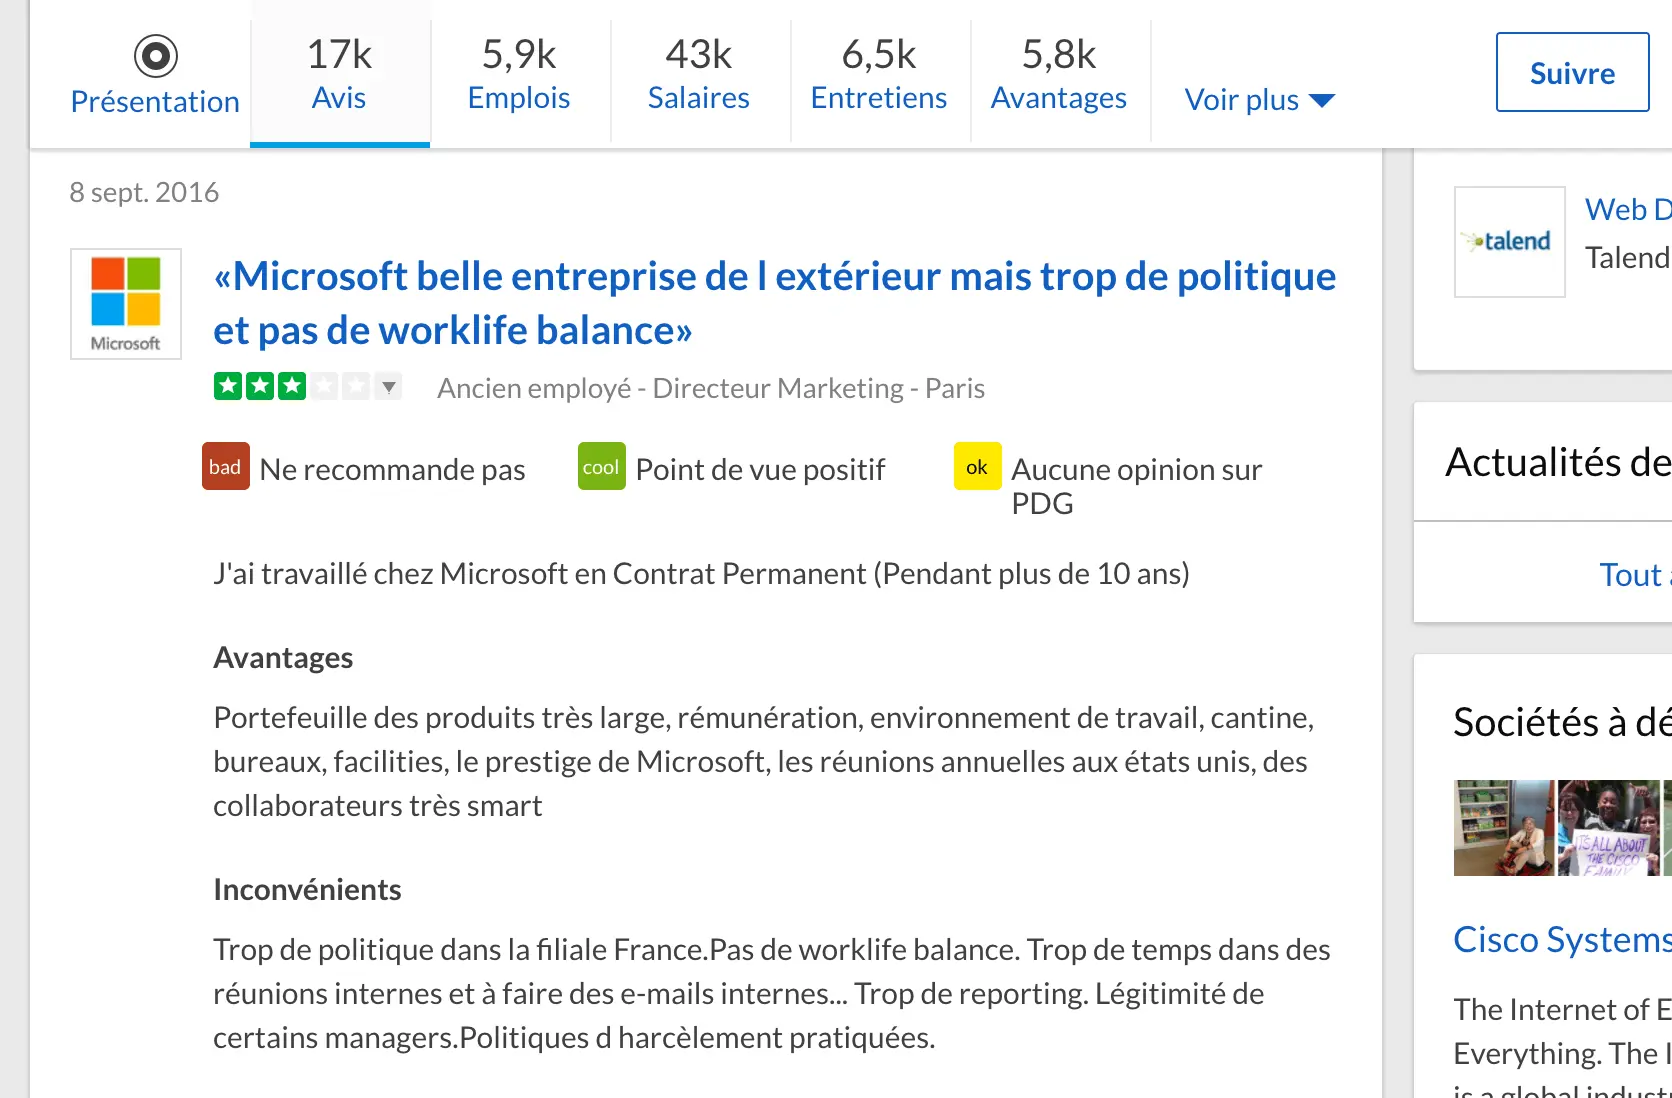 Présentation
17k
Avis
5,9k
Emplois
43k
Salaires
6,5k
Entretiens
5,8k
Avantages
Voir plus
Suivre
8 sept. 2016
Microsoft
«Microsoft belle entreprise de l extérieur mais trop de politique
et pas de worklife balance»
Ancien employé - Directeur Marketing - Paris
bad Ne recommande pas
cool Point de vue positif
ok Aucune opinion sur
PDG
J'ai travaillé chez Microsoft en Contrat Permanent (Pendant plus de 10 ans)
Avantages
Portefeuille des produits très large, rémunération, environnement de travail, cantine,
bureaux, facilities, le prestige de Microsoft, les réunions annuelles aux états unis, des
collaborateurs très smart
Inconvénients
Trop de politique dans la filiale France.Pas de worklife balance. Trop de temps dans des
réunions internes et à faire des e-mails internes... Trop de reporting. Légitimité de
certains managers.Politiques d harcèlement pratiquées.
talend
Web D
Talend
Actualités de
Tout
Sociétés à dé
IT'S ALL ABOUT
THE CISCO
FAMILY
Cisco Systems
The Internet of E
Everything. The I
is a global indust